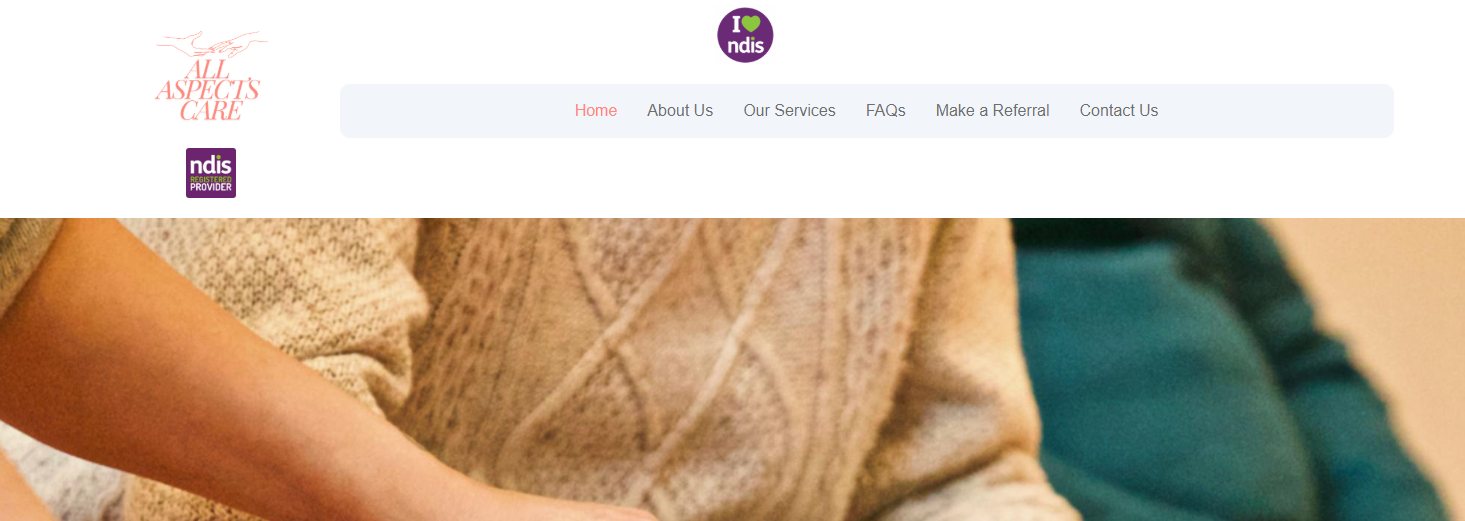 I
ndis
ALL
ASPECTS
CARE
Home About Us Our Services FAQs Make a Referral Contact Us
ndis
REGISTERED
PROVIDER